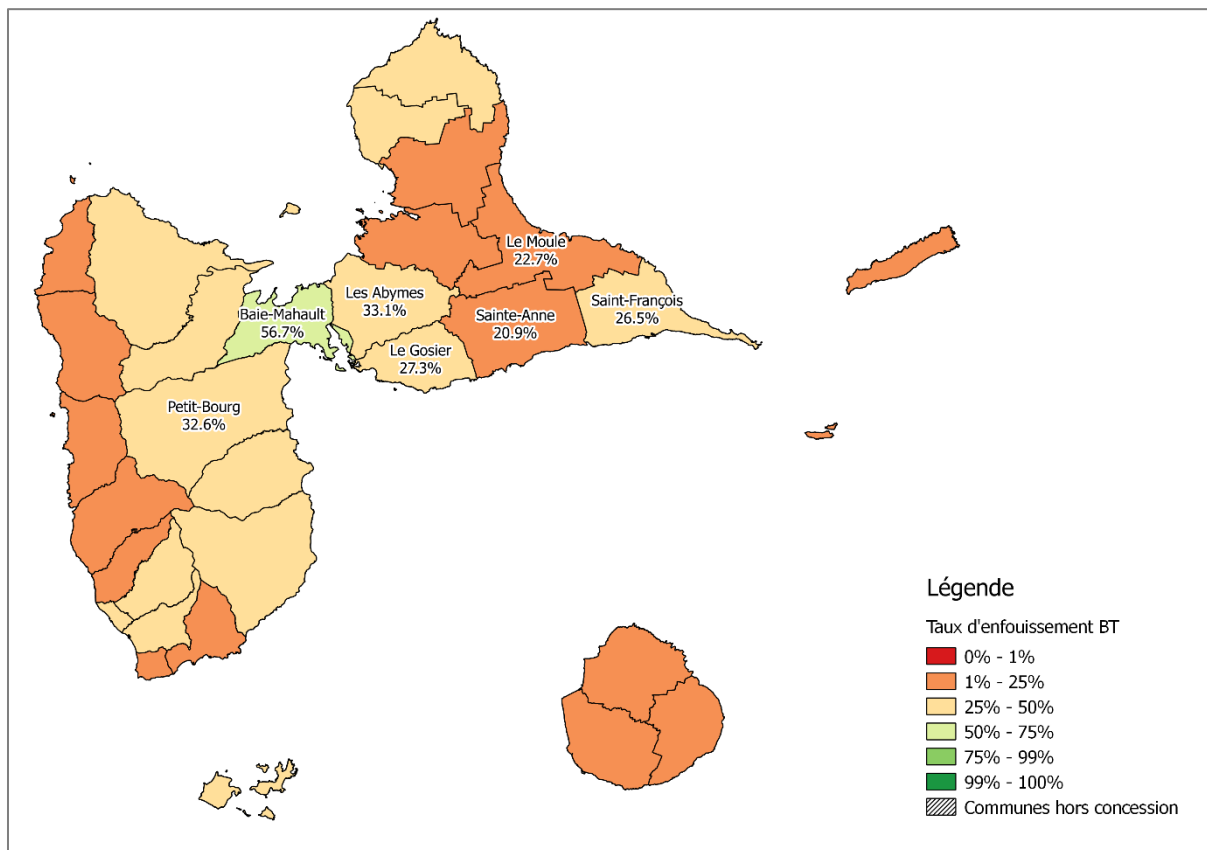 Le Moule
22.7%
Les Abymes
33.1%
Saint-François
26.5%
Baie-Mahault
56.7%
Sainte-Anne
20.9%
Le Gosier
27.3%
Petit-Bourg
32.6%
Légende
Taux d'enfouissement BT
0% - 1%
1% - 25%
25% - 50%
50% - 75%
75% - 99%
99% - 100%
Communes hors concession